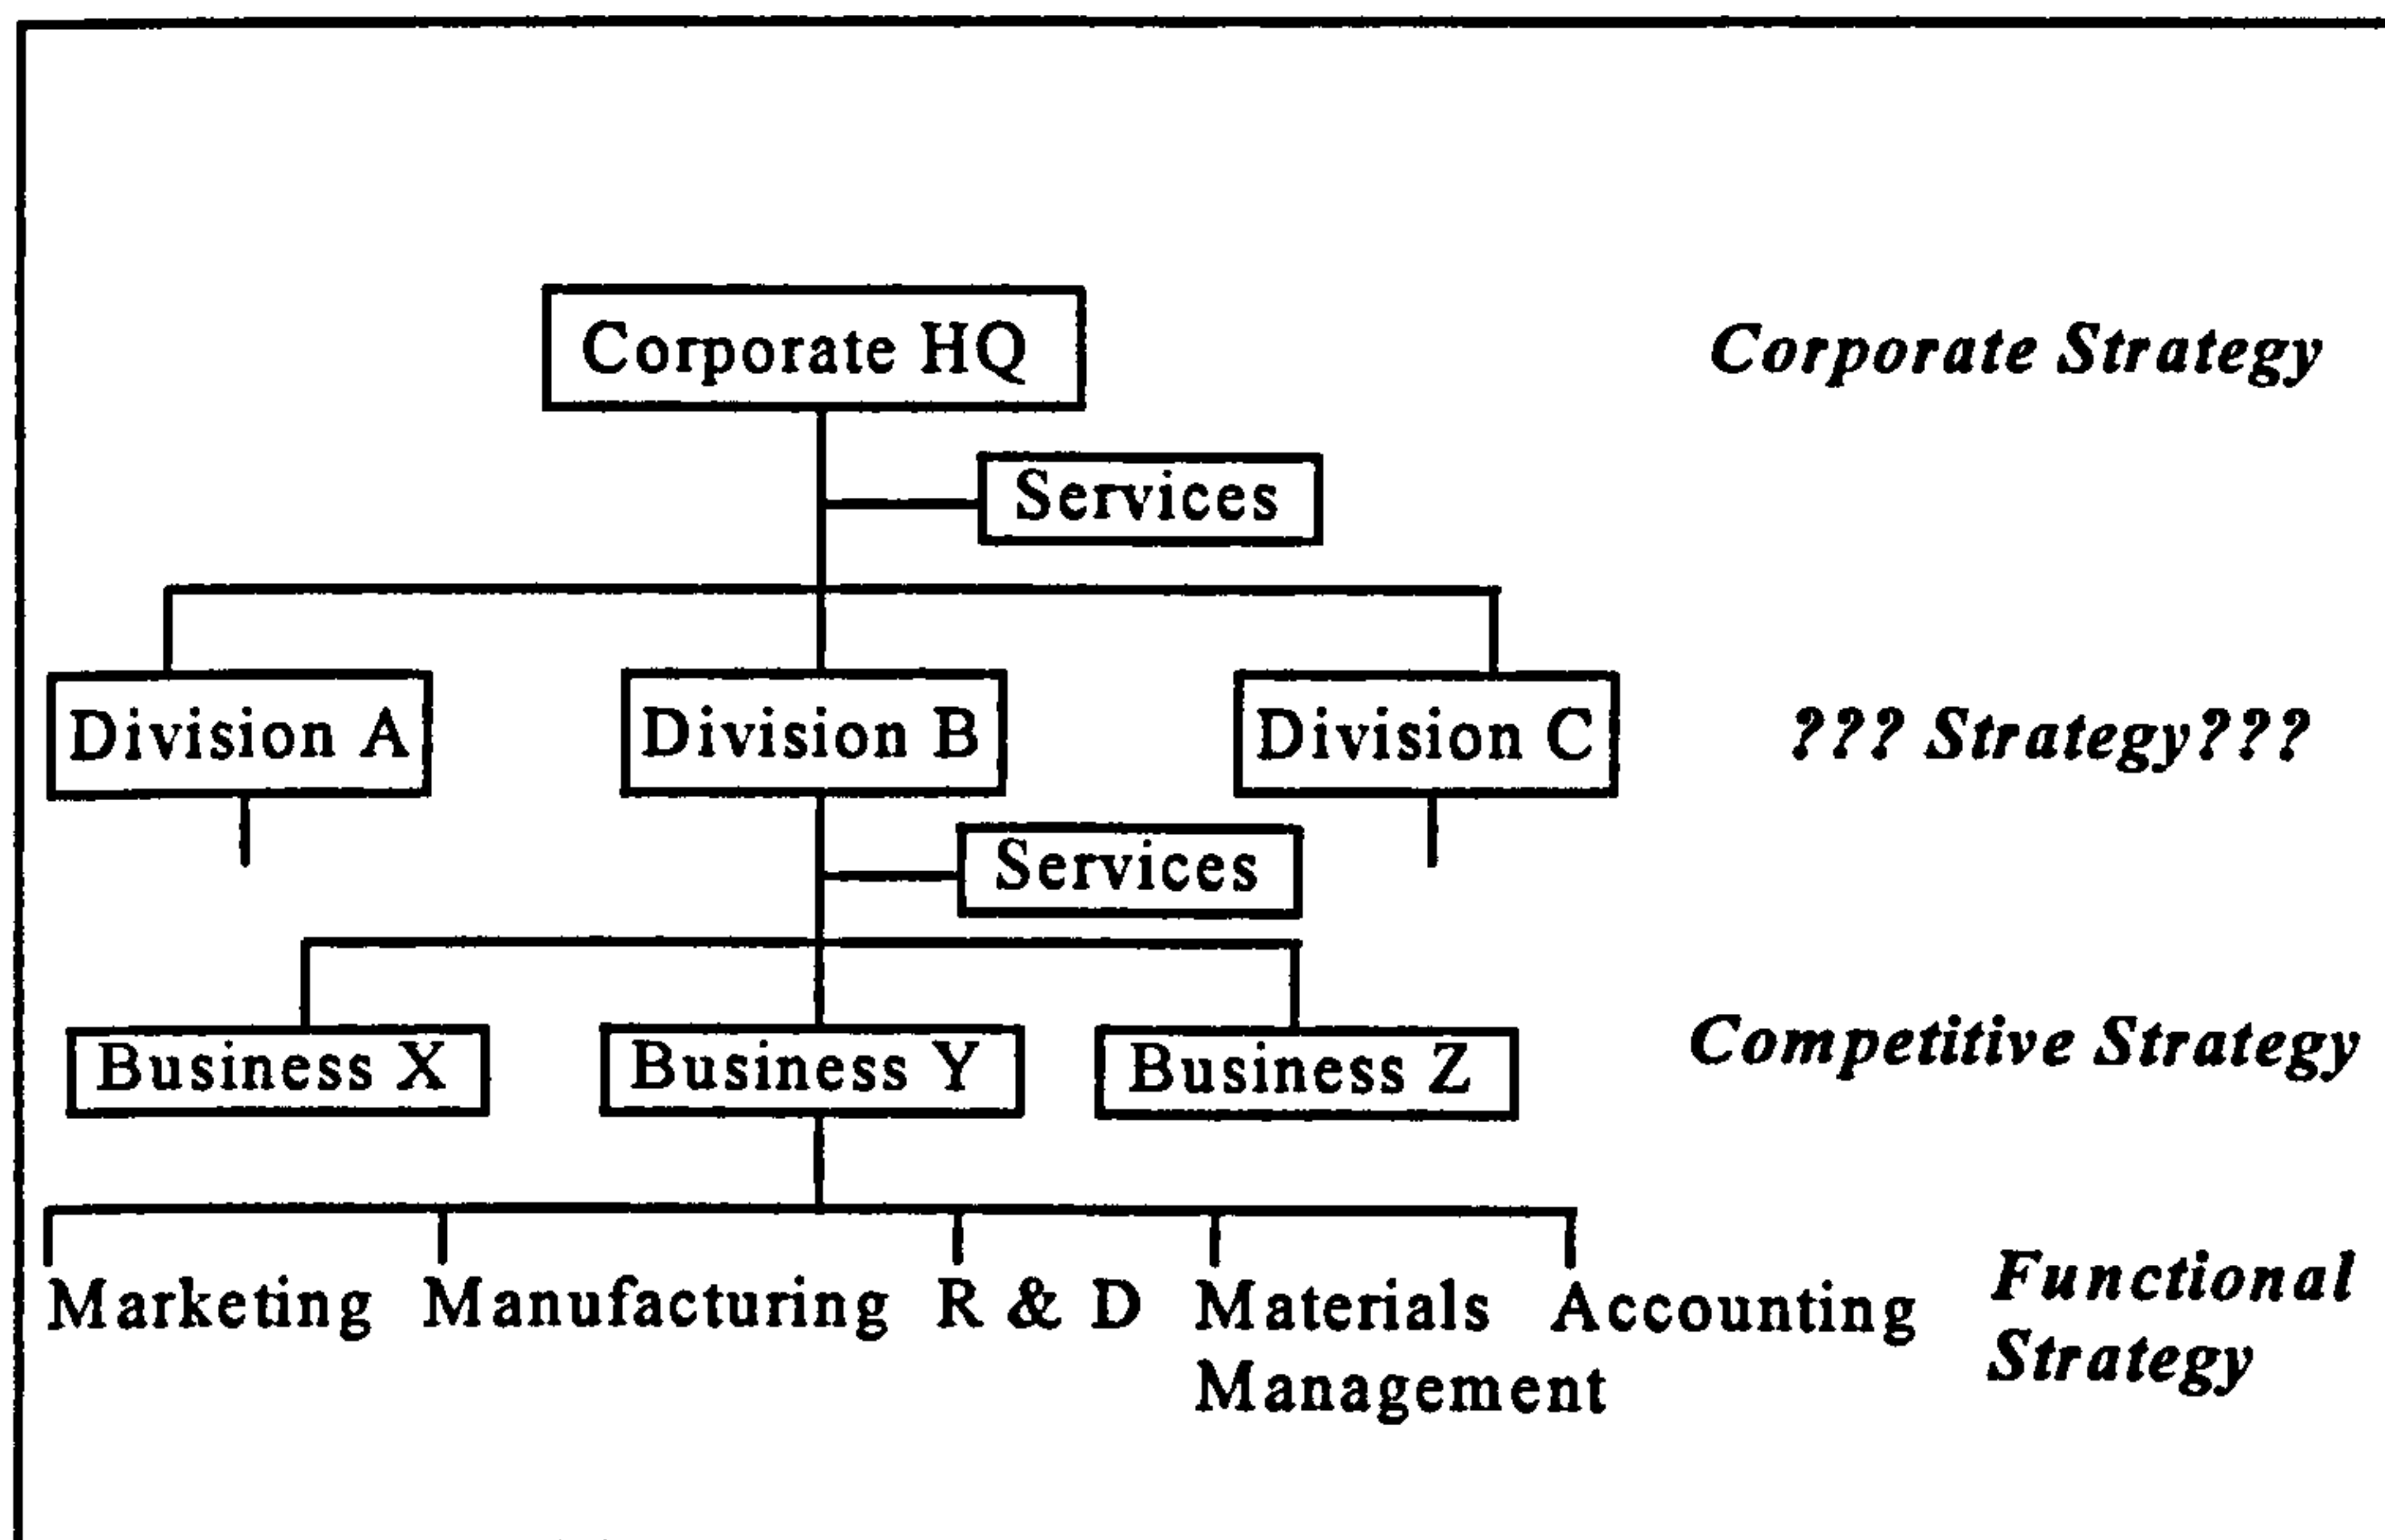 Corporate HQ
Corporate Strategy
Services
Division A
Division B
Division C
??? Strategy???
Services
Business X
Business Y
Business Z
Competitive Strategy
Marketing
Manufacturing
R & D
Materials
Management
Accounting
Functional
Strategy